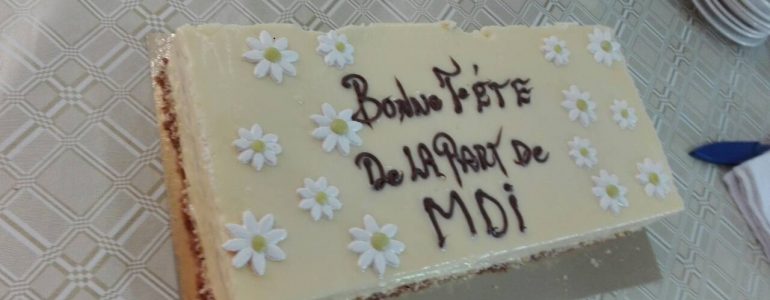 BONNe FÊTE
De LA PART De
MDi